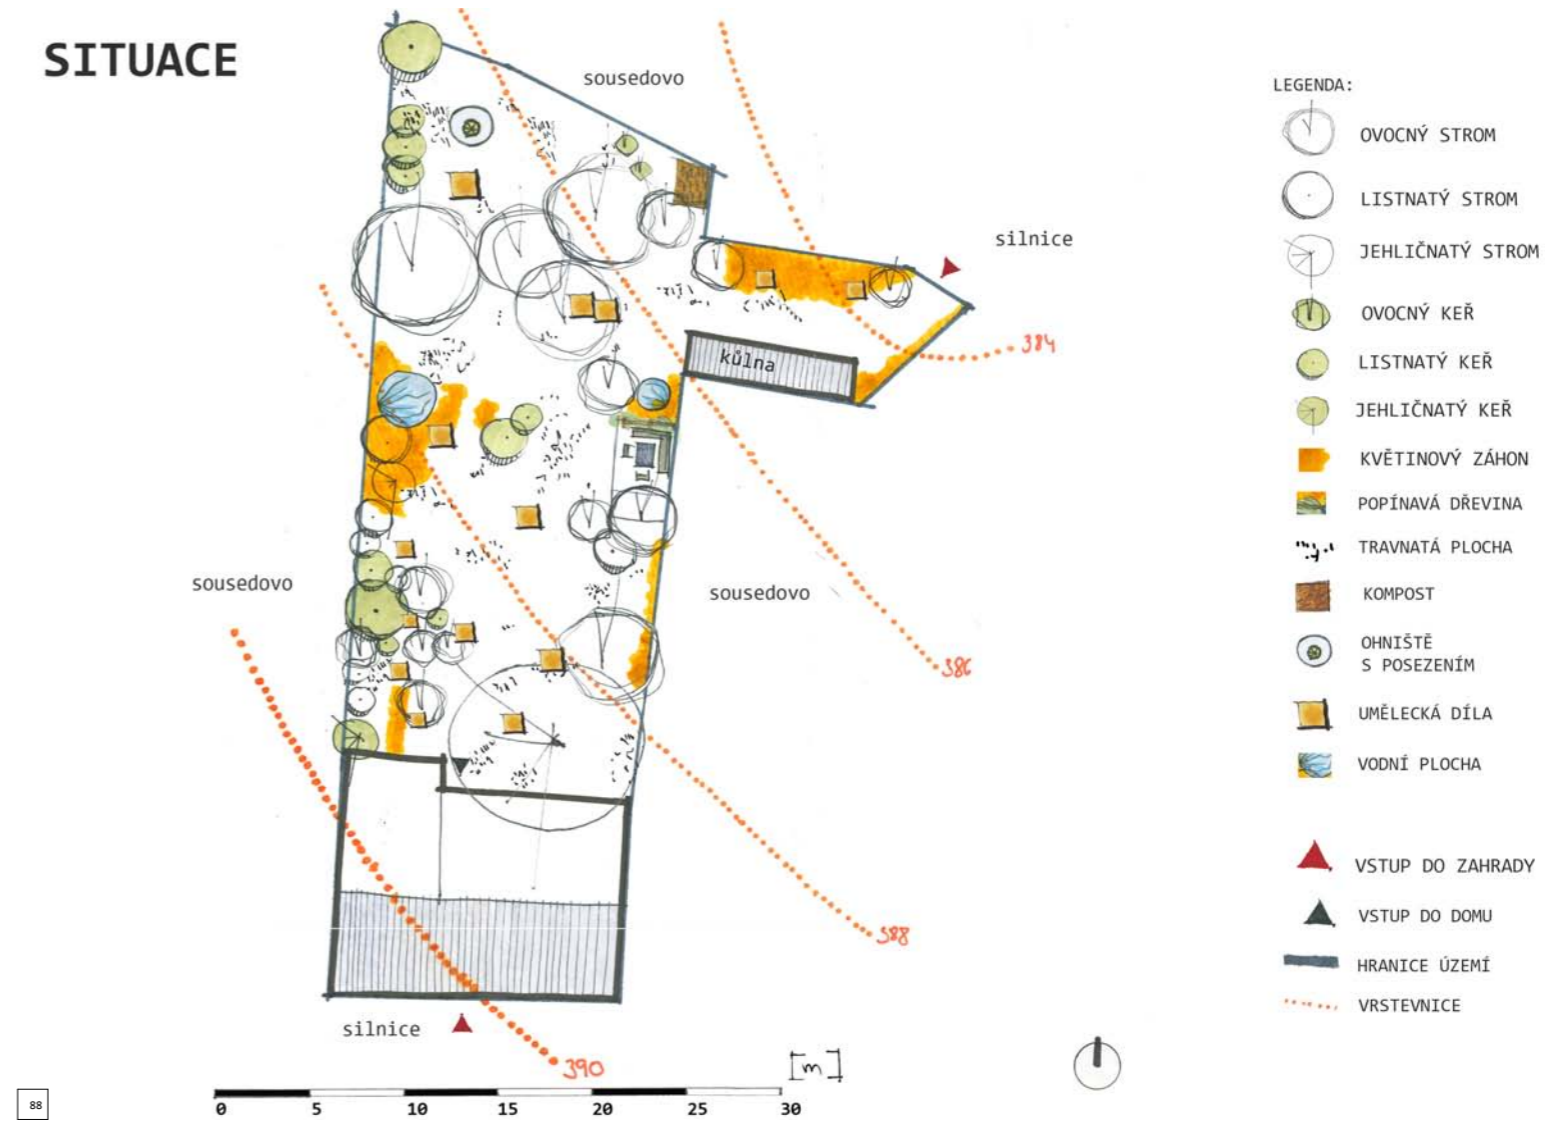 SITUACE
sousedovo
silnice
384
kůlna
sousedovo
sousedovo
386
388
silnice
390
[m]
0 5 10 15 20 25 30
88
LEGENDA:
OVOCNÝ STROM
LISTNATÝ STROM
JEHLIČNATÝ STROM
OVOCNÝ KEŘ
LISTNATÝ KEŘ
JEHLIČNATÝ KEŘ
KVĚTINOVÝ ZÁHON
POPÍNAVÁ DŘEVINA
TRAVNATÁ PLOCHA
KOMPOST
OHNIŠTĚ
S POSEZENÍM
UMĚLECKÁ DÍLA
VODNÍ PLOCHA
VSTUP DO ZAHRADY
VSTUP DO DOMU
HRANICE ÚZEMÍ
VRSTEVNICE